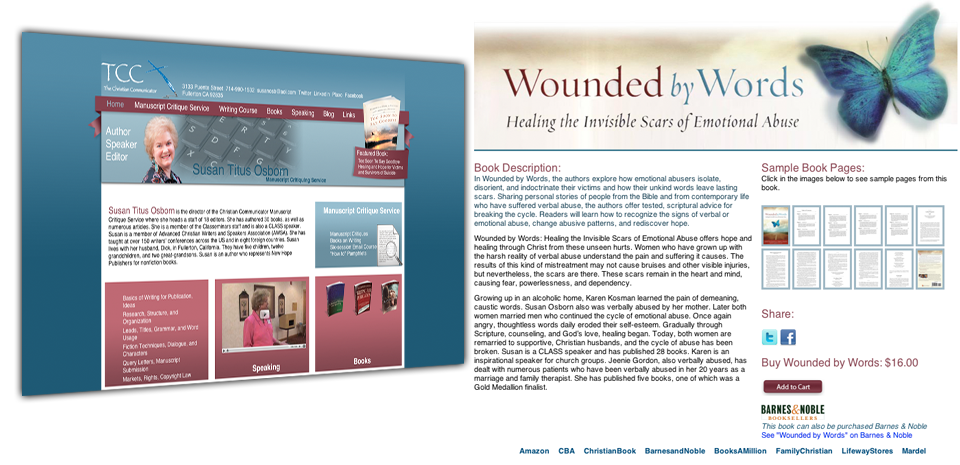 TCC
The Christian Communicator
3133 Puente Street 714-990-1532
Fullerton CA 92835
Home Manuscript Critique Service Writing Course Books Speaking Blog Links
Author
Speaker
Editor
Susan Titus Osborn
Manuscript Critiquing Service
Featured Book:
Susan Titus Osborn is the director of the Christian Communicator Manuscript
Critique Service where she heads a staff of 18 editors. She has authored 30 books, as well as
numerous articles. She is a member of the Classeminars staff and is also a CLASS speaker.
Susan is a member of Advanced Christian Writers and Speakers Association (AWSA). She has
taught at over 150 writers' conferences across the US and in eight foreign countries. Susan
lives with her husband, Dick, in Fullerton, California. They have five children, twelve
grandchildren, and two great-grandsons. Susan is an author who represents New Hope
Publishers for nonfiction books.
Manuscript Critique Service
Manuscript Critiques
Books on Writing
Basics of Writing for Publication,
Ideas
Research, Structure, and
Organization
Leads, Titles, Grammar, and Word
Usage
Fiction Techniques, Dialogue, and
Characters
Query Letters, Manuscript
Submission
Markets, Rights, Copyright Law
Speaking
Books
Wounded by Words
Healing the Invisible Scars of Emotional Abuse
Book Description:
In Wounded by Words, the authors explore how emotional abusers isolate,
disorient, and indoctrinate their victims and how their unkind words leave lasting
scars. Sharing personal stories of people from the Bible and from contemporary life
who have suffered verbal abuse, the authors offer tested, scriptural advice for
breaking the cycle. Readers will learn how to recognize the signs of verbal or
emotional abuse, change abusive patterns, and rediscover hope.
Wounded by Words: Healing the Invisible Scars of Emotional Abuse offers hope and
healing through Christ from these unseen hurts. Women who have grown up with
the harsh reality of verbal abuse understand the pain and suffering it causes. The
results of this kind of mistreatment may not cause bruises and other visible injuries,
but nevertheless, the scars are there. These scars remain in the heart and mind,
causing fear, powerlessness, and dependency.
Growing up in an alcoholic home, Karen Kosman learned the pain of demeaning,
caustic words. Susan Osborn also was verbally abused by her mother. Later both
women married men who continued the cycle of emotional abuse. Once again
angry, thoughtless words daily eroded their self-esteem. Gradually through
Scripture, counseling, and God's love, healing began. Today, both women are
remarried to supportive, Christian husbands, and the cycle of abuse has been
broken. Susan is a CLASS speaker and has published 28 books. Karen is an
inspirational speaker for church groups. Jeenie Gordon, also verbally abused, has
dealt with numerous patients who have been verbally abused in her 20 years as a
marriage and family therapist. She has published five books, one of which was a
Gold Medallion finalist.
Sample Book Pages:
Click in the images below to see sample pages from this
book.
Share:
Buy Wounded by Words: $16.00
Add to Cart
BARNES&NOBLE
BOOKSELLERS
This book can also be purchased Barnes & Noble
See "Wounded by Words" on Barnes & Noble
Amazon CBA ChristianBook BarnesandNoble BooksAMillion FamilyChristian LifewayStores Mardel